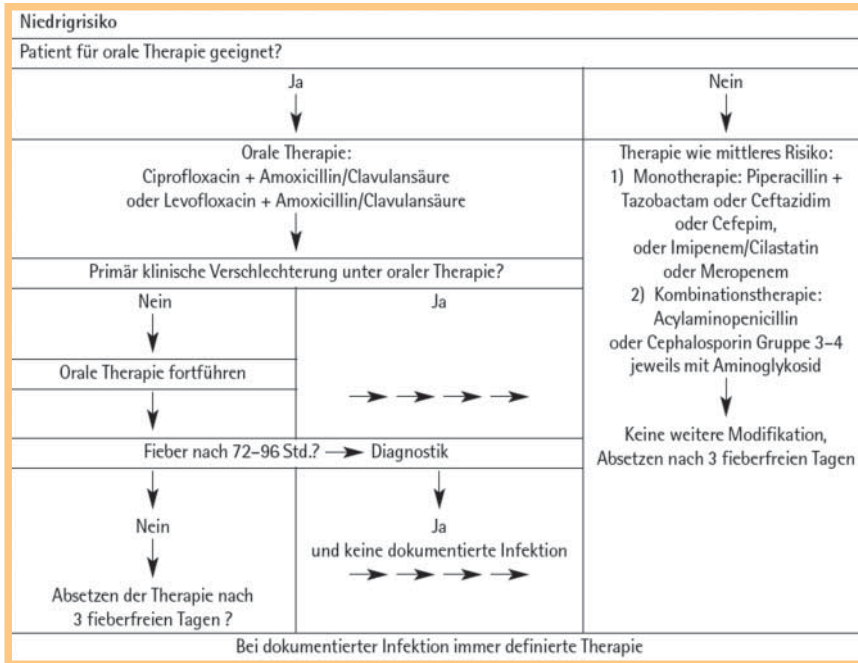 Niedrigrisiko
Patient für orale Therapie geeignet?
Ja
Nein
Orale Therapie:
Ciprofloxacin + Amoxicillin/Clavulansäure
oder Levofloxacin + Amoxicillin/Clavulansäure
Primär klinische Verschlechterung unter oraler Therapie?
Nein
Ja
Orale Therapie fortführen
Fieber nach 72–96 Std.? Diagnostik
Nein
Ja
und keine dokumentierte Infektion
Absetzen der Therapie nach
3 fieberfreien Tagen ?
Therapie wie mittleres Risiko:
1) Monotherapie: Piperacillin +
Tazobactam oder Ceftazidim
oder Cefepim,
oder Imipenem/Cilastatin
oder Meropenem
2) Kombinationstherapie:
Acylaminopenicillin
oder Cephalosporin Gruppe 3–4
jeweils mit Aminoglykosid
Keine weitere Modifikation,
Absetzen nach 3 fieberfreien Tagen
Bei dokumentierter Infektion immer definierte Therapie